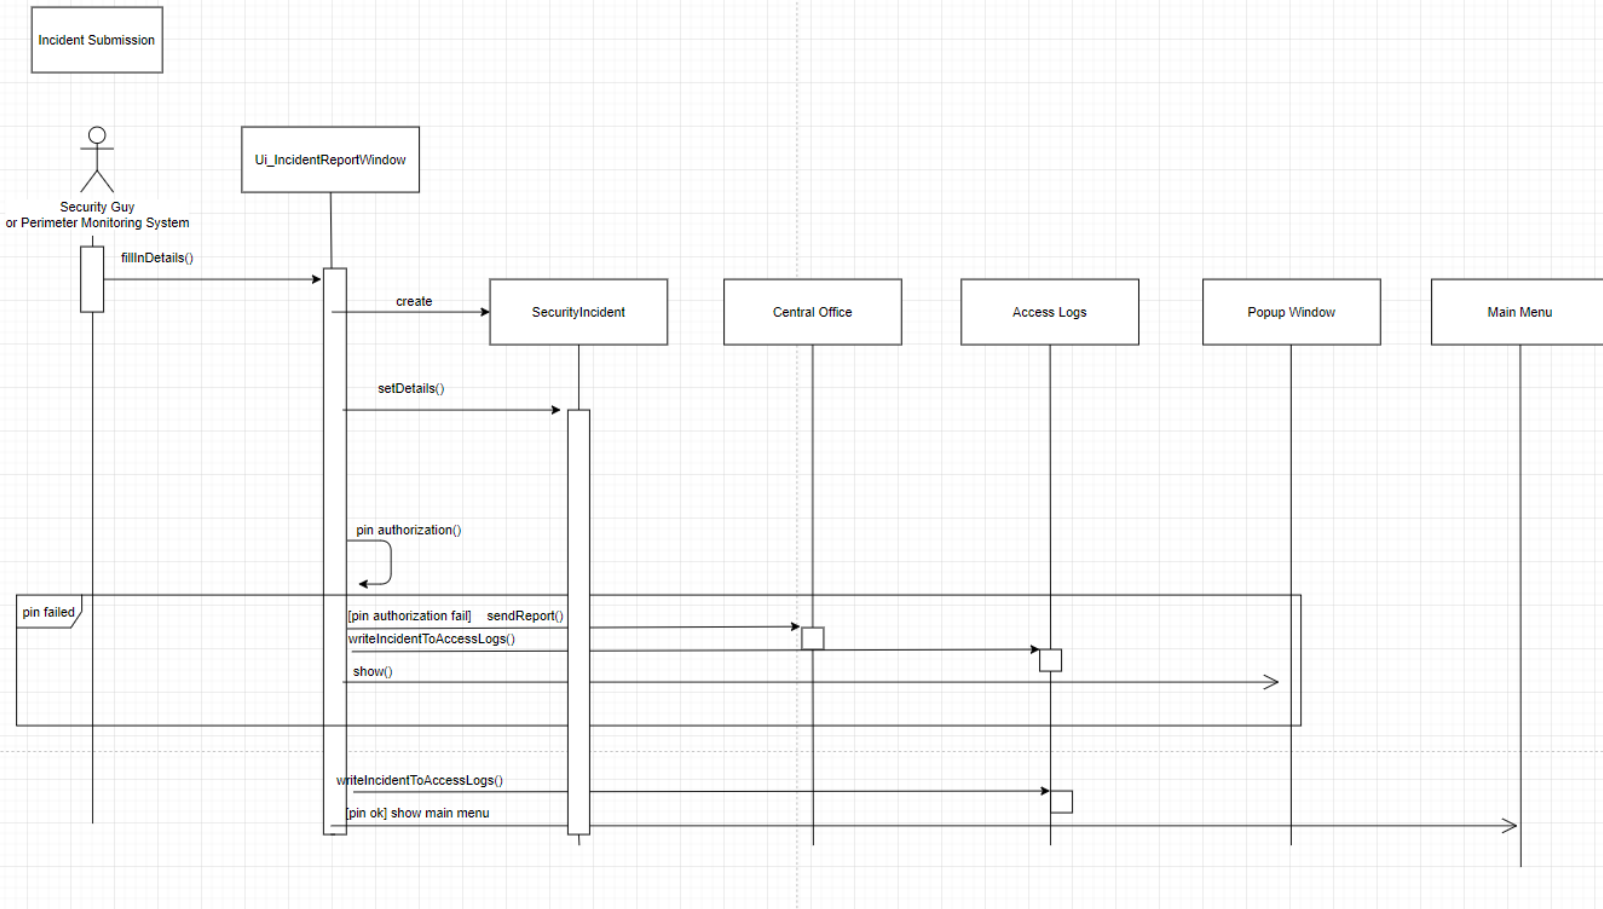 Incident Submission
Ui_IncidentReportWindow
Security Guy
or Perimeter Monitoring System
fillInDetails()
create
SecurityIncident
Central Office
Access Logs
Popup Window
Main Menu
setDetails()
pin authorization()
pin failed
[pin authorization fail] sendReport()
writeIncidentToAccessLogs()
show()
writeIncidentToAccessLogs()
[pin ok] show main menu